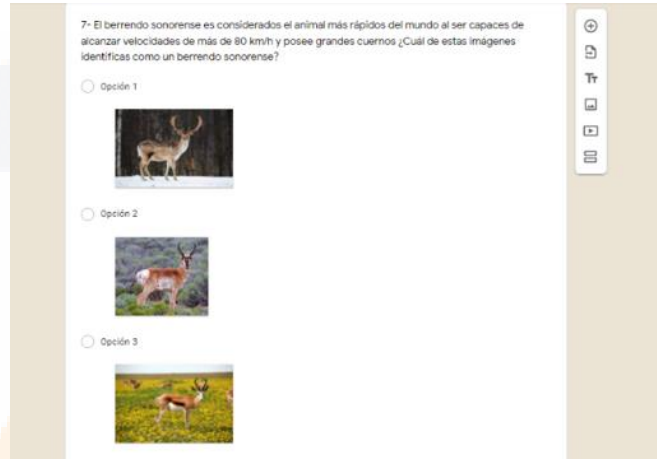 7- El berrendo sonorense es considerados el animal más rápidos del mundo al ser capaces de
alcanzar velocidades de más de 80 km/h y posee grandes cuernos ¿Cuál de estas imágenes
identificas como un berrendo sonorense?
Opción 1
Opción 2
Opción 3